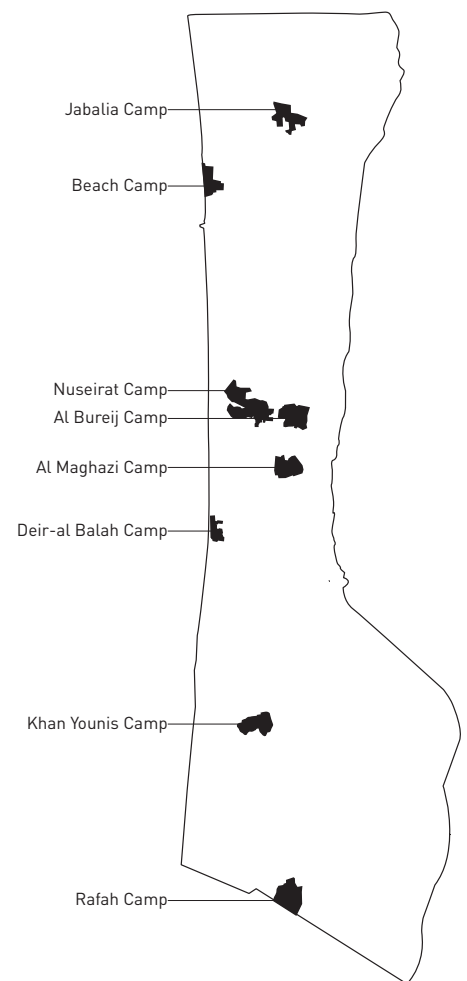 Jabalia Camp
Beach Camp
Nuseirat Camp
Al Bureij Camp
Al Maghazi Camp
Deir-al Balah Camp
Khan Younis Camp
Rafah Camp